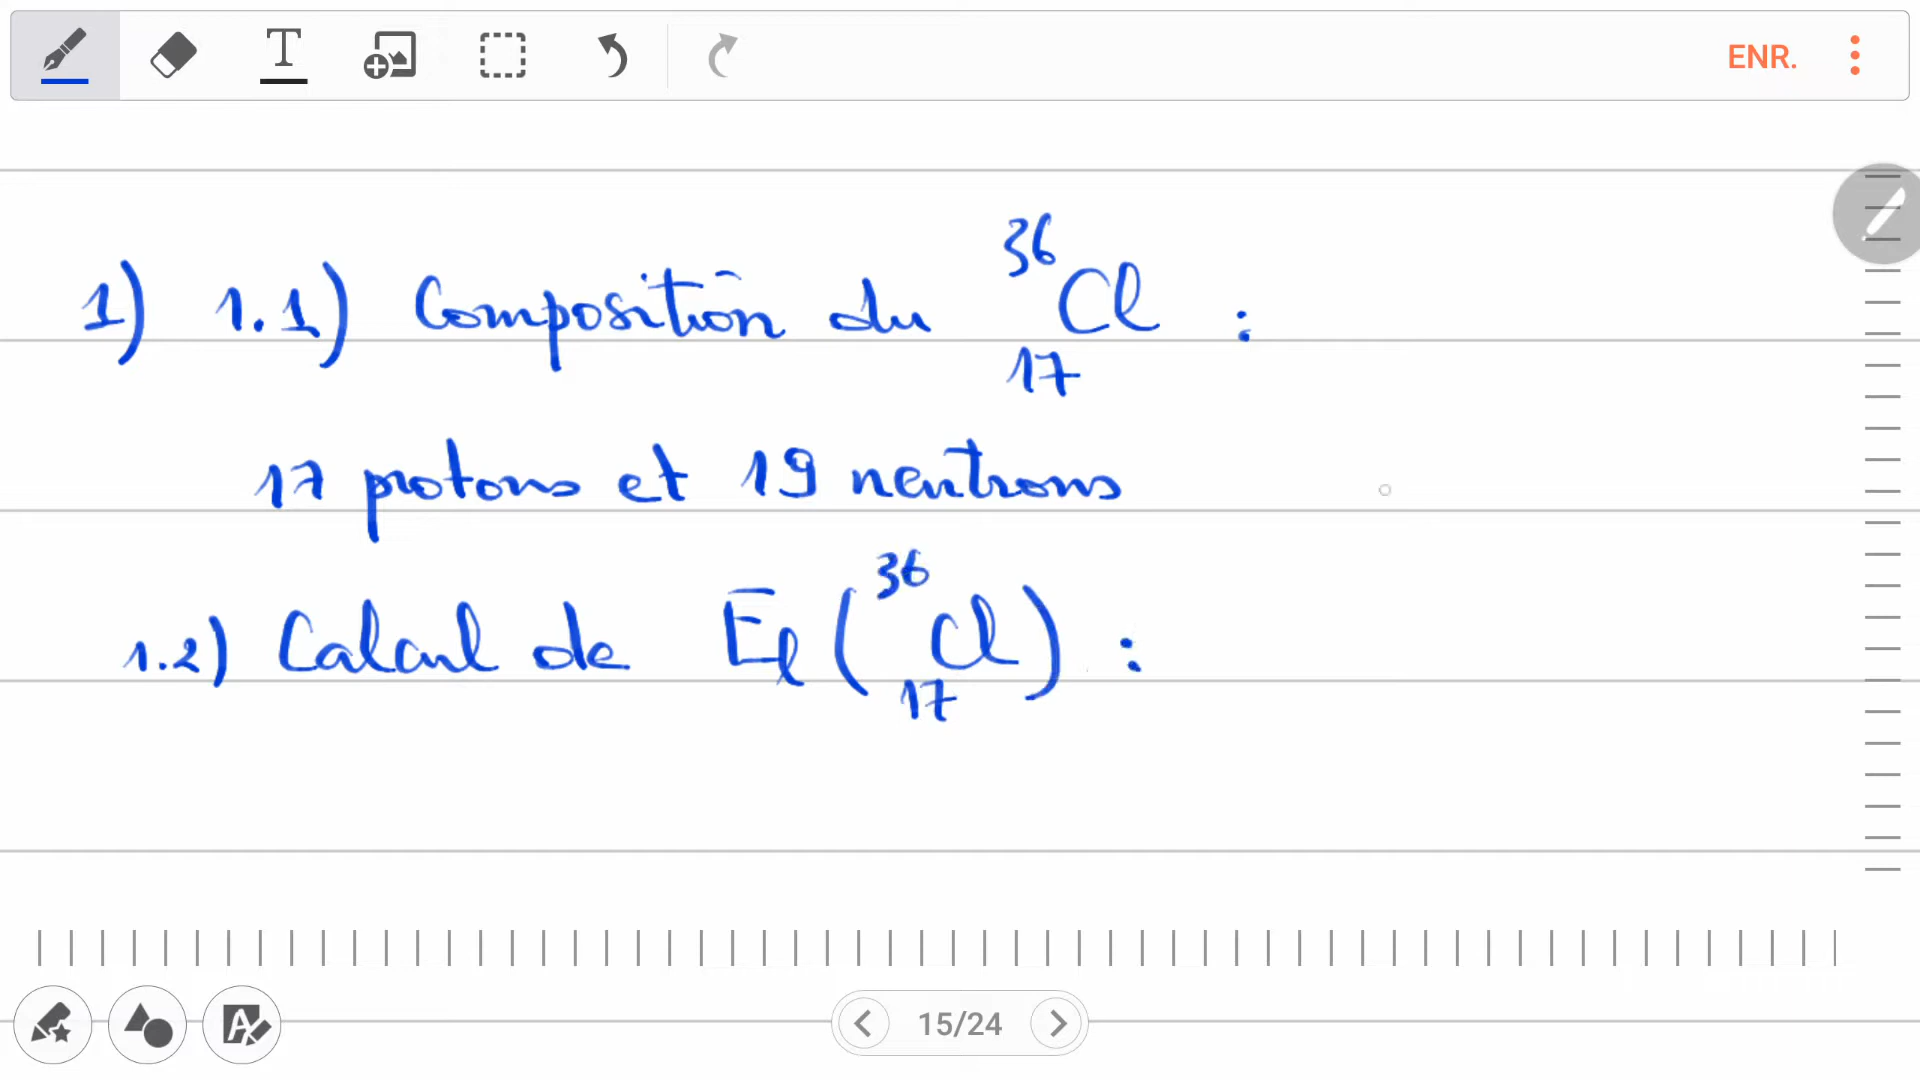 T ENR.
1) 1.1) Composition du ³⁶₁₇Cl :
17 protons et 19 neutrons
1.2) Calcul de El(³⁶₁₇Cl) :
15/24